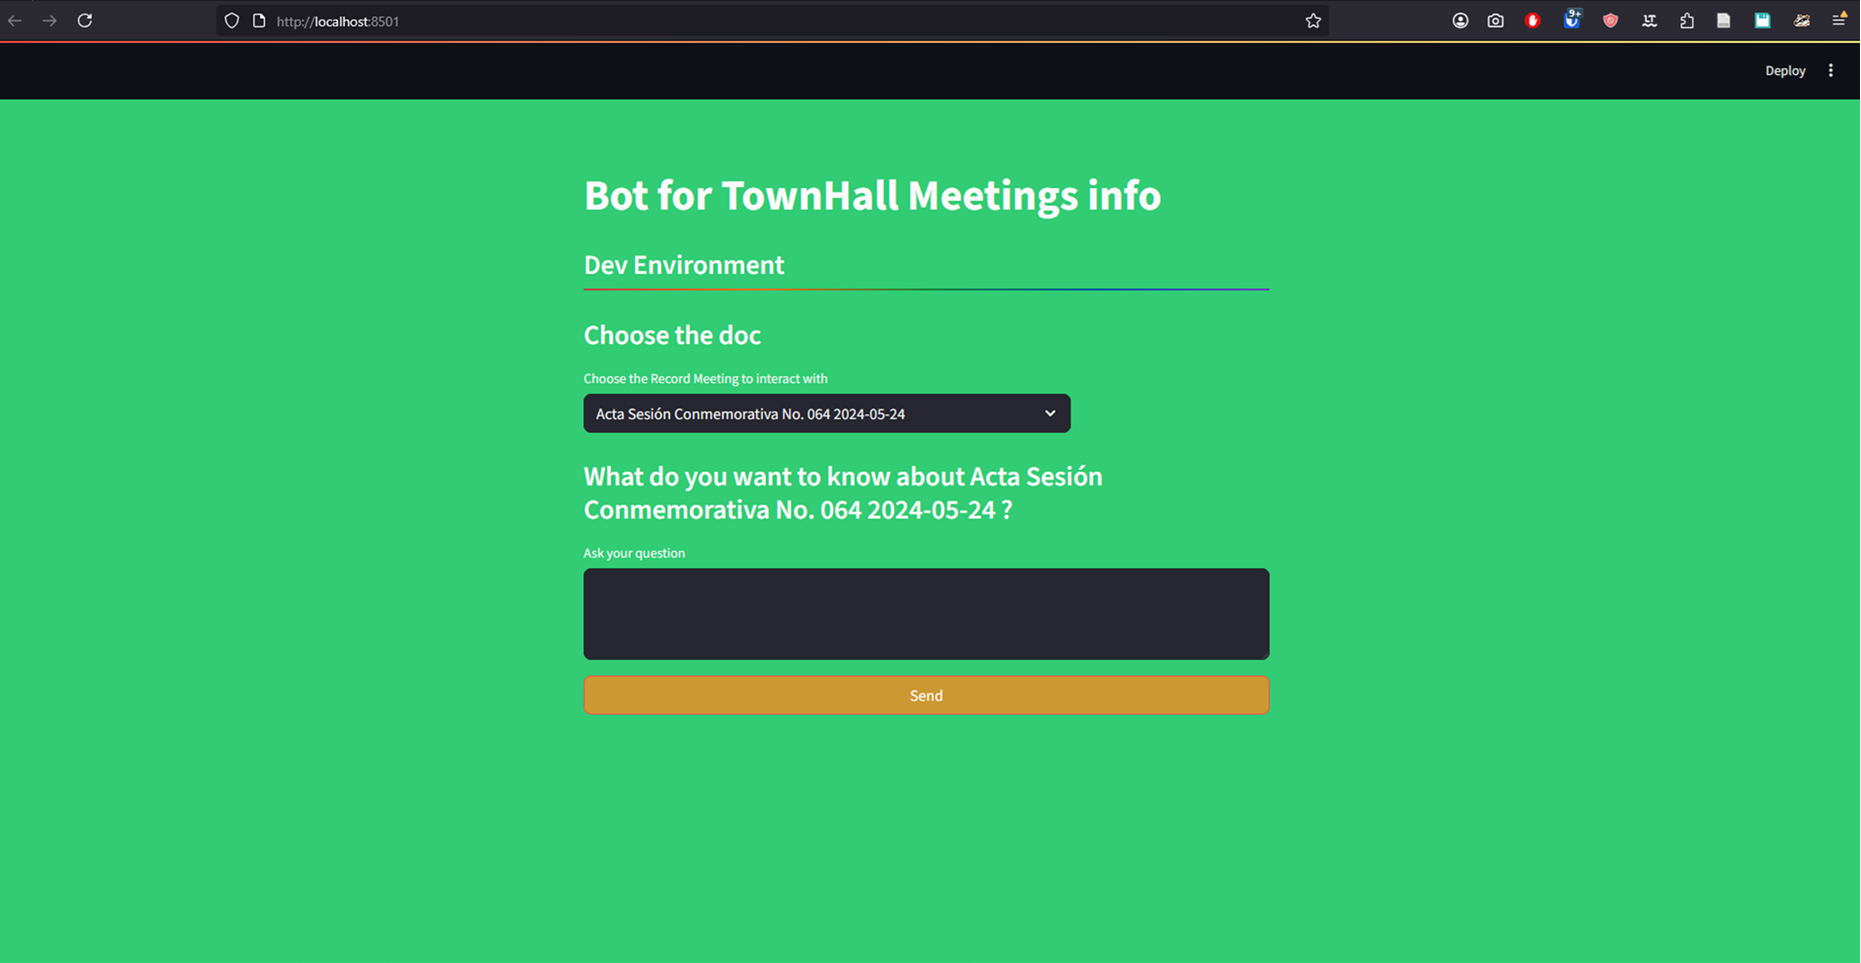 http://localhost:8501
9+
Deploy
Bot for TownHall Meetings info
Dev Environment
Choose the doc
Choose the Record Meeting to interact with
Acta Sesión Conmemorativa No. 064 2024-05-24
What do you want to know about Acta Sesión
Conmemorativa No. 064 2024-05-24 ?
Ask your question
Send